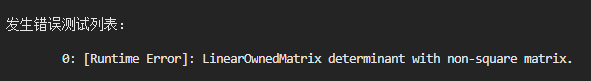 发生错误测试列表:
0: [Runtime Error]: LinearOwnedMatrix determinant with non-square matrix.